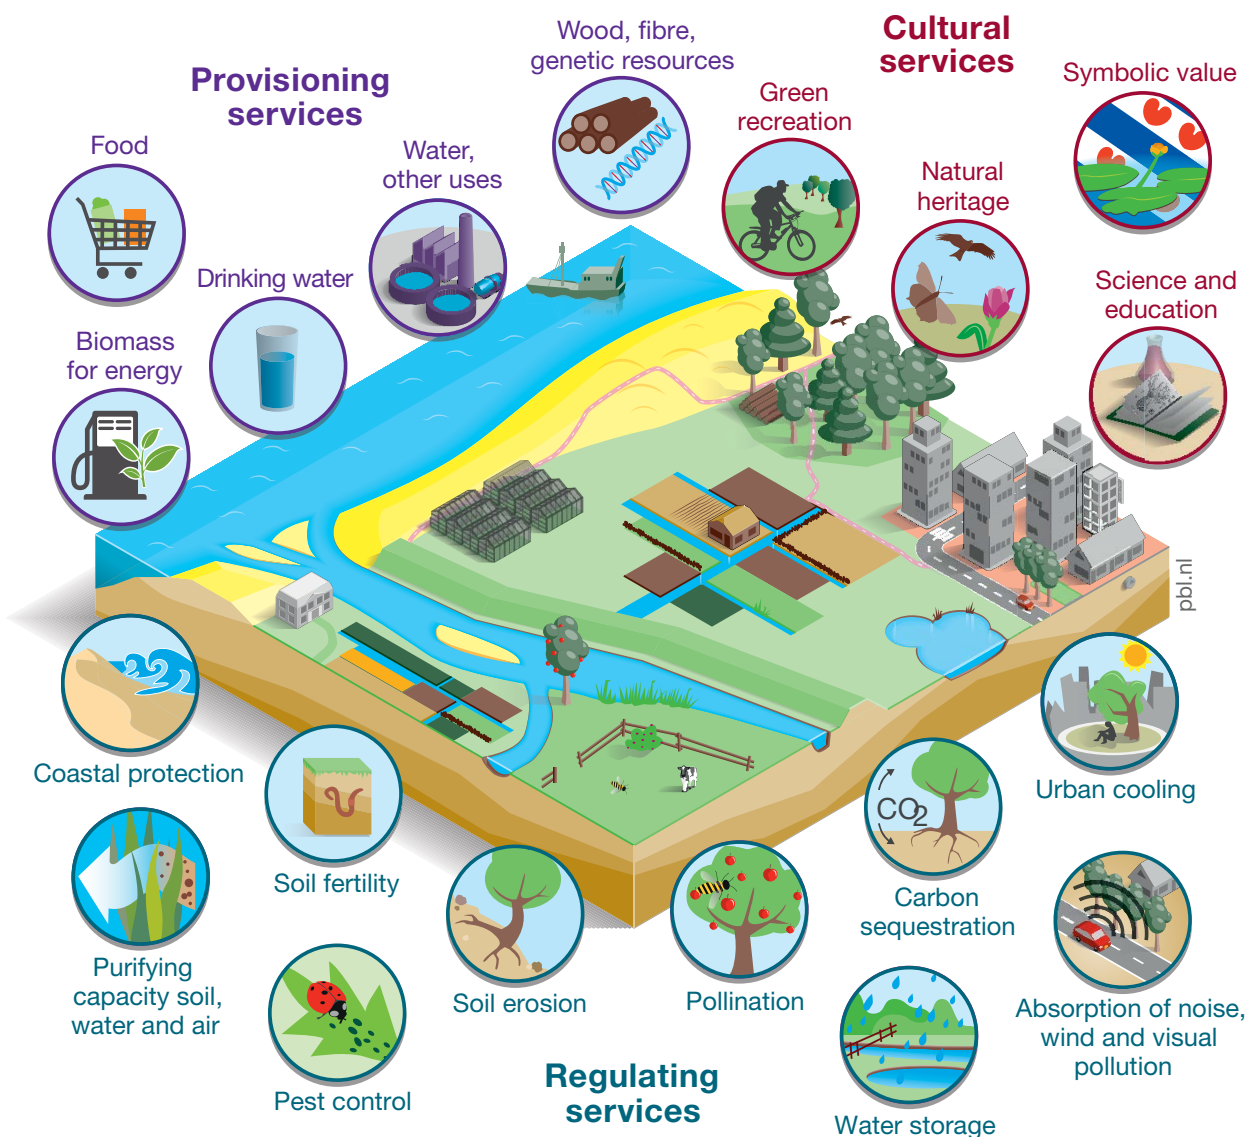 Provisioning
services
Food
Drinking water
Biomass
for energy
Water,
other uses
Wood, fibre,
genetic resources
Cultural
services
Green
recreation
Natural
heritage
Symbolic value
Science and
education
pbl.nl
Coastal protection
Soil fertility
Purifying
capacity soil,
water and air
Pest control
Soil erosion
Pollination
CO2
Carbon
sequestration
Urban cooling
Absorption of noise,
wind and visual
pollution
Water storage
Regulating
services